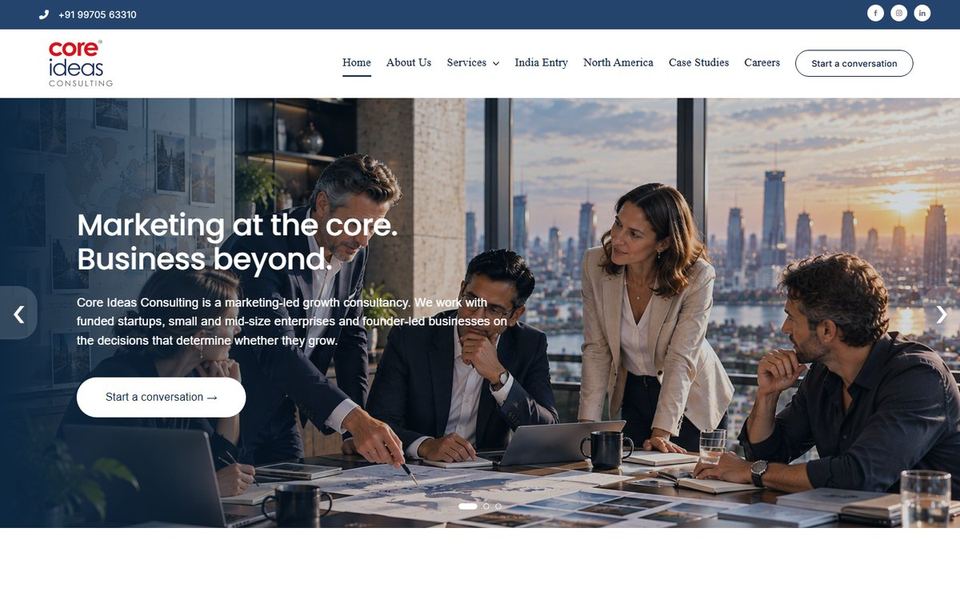 +91 99705 63310
core
ideas
CONSULTING
Home About Us Services India Entry North America Case Studies Careers Start a conversation
Marketing at the core.
Business beyond.
Core Ideas Consulting is a marketing-led growth consultancy. We work with
funded startups, small and mid-size enterprises and founder-led businesses on
the decisions that determine whether they grow.
Start a conversation →